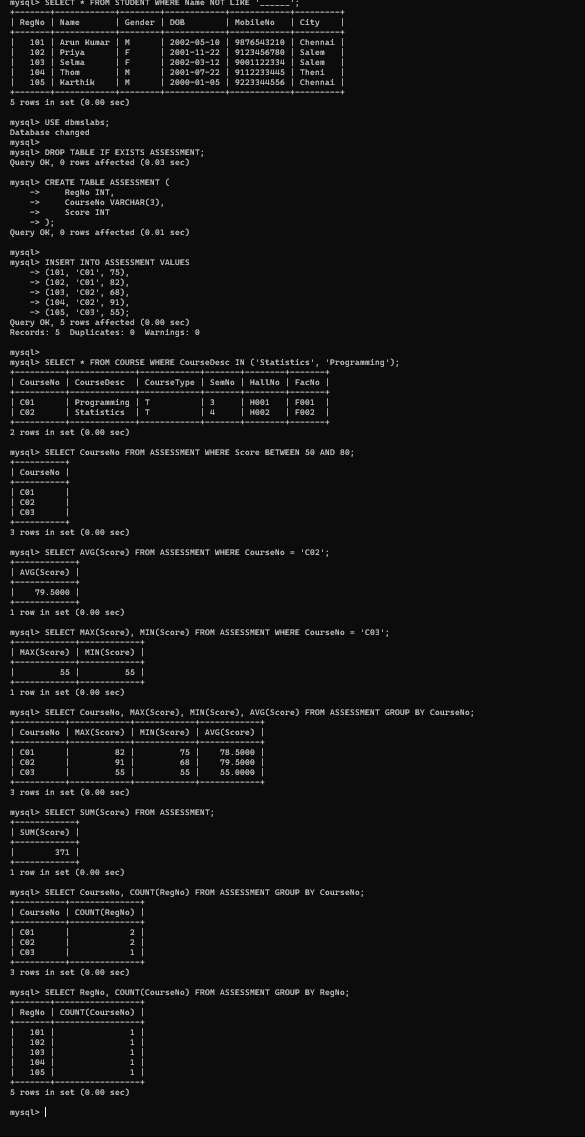 mysql> SELECT * FROM STUDENT WHERE Name NOT LIKE '______';
+-------+------------+--------+------------+------------+---------+
| RegNo | Name       | Gender | DOB        | MobileNo   | City    |
+-------+------------+--------+------------+------------+---------+
|   101 | Arun Kumar | M      | 2002-05-10 | 9876543210 | Chennai |
|   102 | Priya      | F      | 2001-11-22 | 9123456780 | Salem   |
|   103 | Selma      | F      | 2002-03-12 | 9001122334 | Salem   |
|   104 | Thom       | M      | 2001-07-22 | 9112233445 | Theni   |
|   105 | Karthik    | M      | 2000-01-05 | 9223344556 | Chennai |
+-------+------------+--------+------------+------------+---------+
5 rows in set (0.00 sec)

mysql> USE dbmslabs;
Database changed
mysql>
mysql> DROP TABLE IF EXISTS ASSESSMENT;
Query OK, 0 rows affected (0.03 sec)

mysql> CREATE TABLE ASSESSMENT (
    ->     RegNo INT,
    ->     CourseNo VARCHAR(3),
    ->     Score INT
    -> );
Query OK, 0 rows affected (0.01 sec)

mysql>
mysql> INSERT INTO ASSESSMENT VALUES
    -> (101, 'C01', 75),
    -> (102, 'C01', 82),
    -> (103, 'C02', 68),
    -> (104, 'C02', 91),
    -> (105, 'C03', 55);
Query OK, 5 rows affected (0.00 sec)
Records: 5  Duplicates: 0  Warnings: 0

mysql>
mysql> SELECT * FROM COURSE WHERE CourseDesc IN ('Statistics', 'Programming');
+----------+-------------+------------+-------+--------+-------+
| CourseNo | CourseDesc  | CourseType | SemNo | HallNo | FacNo |
+----------+-------------+------------+-------+--------+-------+
| C01      | Programming | T          | 3     | H001   | F001  |
| C02      | Statistics  | T          | 4     | H002   | F002  |
+----------+-------------+------------+-------+--------+-------+
2 rows in set (0.00 sec)

mysql> SELECT CourseNo FROM ASSESSMENT WHERE Score BETWEEN 50 AND 80;
+----------+
| CourseNo |
+----------+
| C01      |
| C02      |
| C03      |
+----------+
3 rows in set (0.00 sec)

mysql> SELECT AVG(Score) FROM ASSESSMENT WHERE CourseNo = 'C02';
+------------+
| AVG(Score) |
+------------+
|    79.5000 |
+------------+
1 row in set (0.00 sec)

mysql> SELECT MAX(Score), MIN(Score) FROM ASSESSMENT WHERE CourseNo = 'C03';
+------------+------------+
| MAX(Score) | MIN(Score) |
+------------+------------+
|         55 |         55 |
+------------+------------+
1 row in set (0.00 sec)

mysql> SELECT CourseNo, MAX(Score), MIN(Score), AVG(Score) FROM ASSESSMENT GROUP BY CourseNo;
+----------+------------+------------+------------+
| CourseNo | MAX(Score) | MIN(Score) | AVG(Score) |
+----------+------------+------------+------------+
| C01      |         82 |         75 |    78.5000 |
| C02      |         91 |         68 |    79.5000 |
| C03      |         55 |         55 |    55.0000 |
+----------+------------+------------+------------+
3 rows in set (0.00 sec)

mysql> SELECT SUM(Score) FROM ASSESSMENT;
+------------+
| SUM(Score) |
+------------+
|        371 |
+------------+
1 row in set (0.00 sec)

mysql> SELECT CourseNo, COUNT(RegNo) FROM ASSESSMENT GROUP BY CourseNo;
+----------+--------------+
| CourseNo | COUNT(RegNo) |
+----------+--------------+
| C01      |            2 |
| C02      |            2 |
| C03      |            1 |
+----------+--------------+
3 rows in set (0.00 sec)

mysql> SELECT RegNo, COUNT(CourseNo) FROM ASSESSMENT GROUP BY RegNo;
+-------+-----------------+
| RegNo | COUNT(CourseNo) |
+-------+-----------------+
|   101 |               1 |
|   102 |               1 |
|   103 |               1 |
|   104 |               1 |
|   105 |               1 |
+-------+-----------------+
5 rows in set (0.00 sec)

mysql>